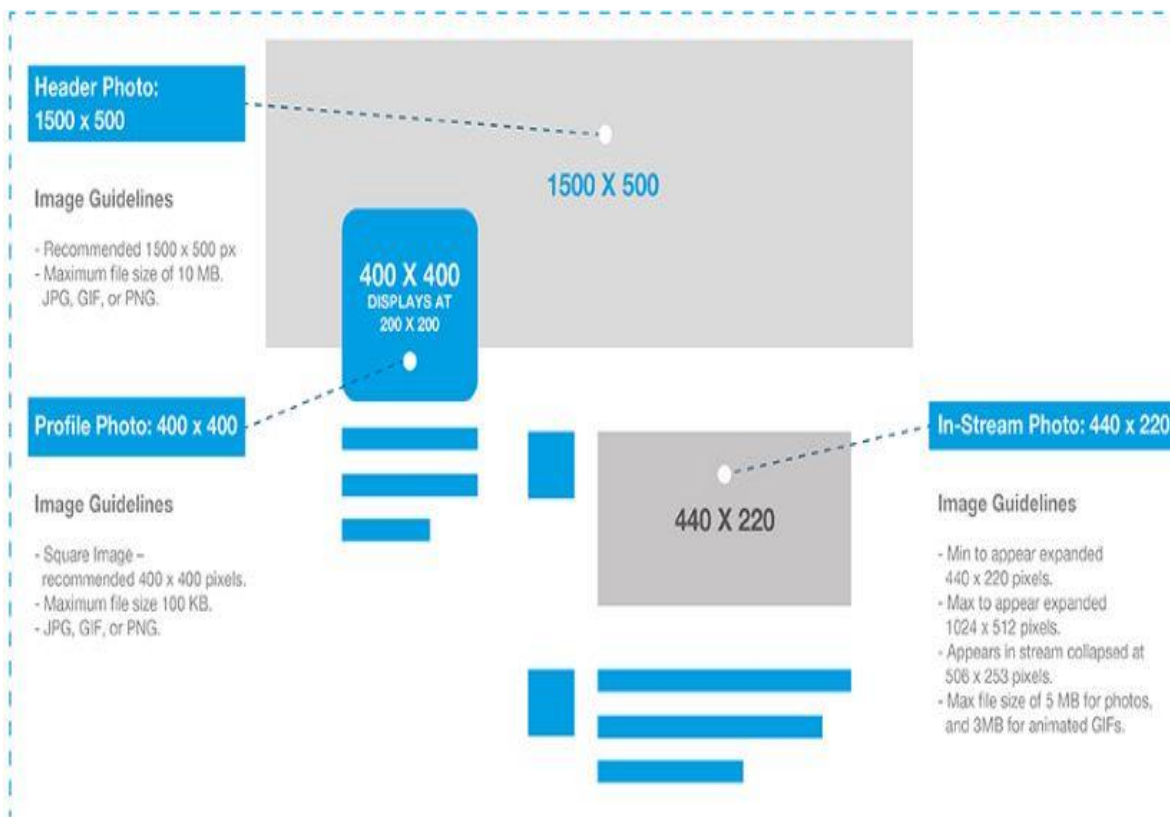 Header Photo:
1500 x 500
Image Guidelines
- Recommended 1500 x 500 px
- Maximum file size of 10 MB.
JPG, GIF, or PNG.
1500 X 500
400 X 400
DISPLAYS AT
200 X 200
Profile Photo: 400 x 400
Image Guidelines
- Square Image –
recommended 400 x 400 pixels.
- Maximum file size 100 KB.
- JPG, GIF, or PNG.
440 X 220
In-Stream Photo: 440 x 220
Image Guidelines
- Min to appear expanded
440 x 220 pixels.
- Max to appear expanded
1024 x 512 pixels.
- Appears in stream collapsed at
506 x 253 pixels.
- Max file size of 5 MB for photos,
and 3MB for animated GIFs.